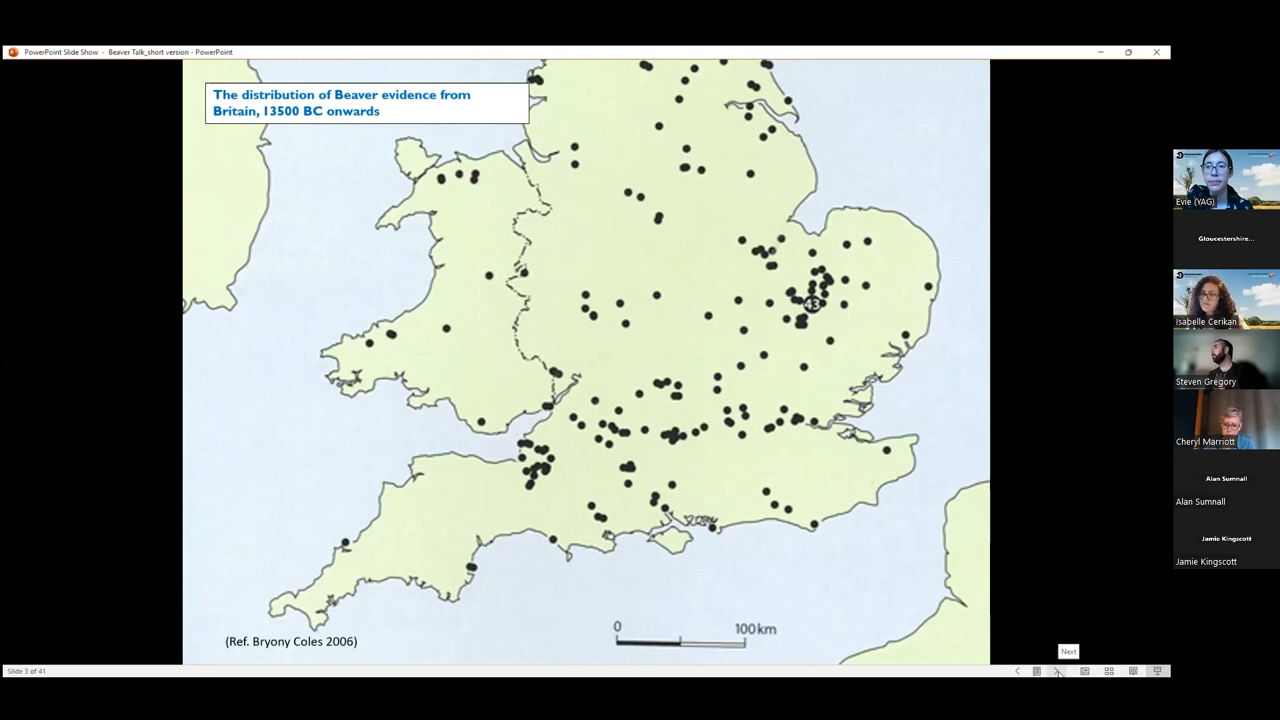 PowerPoint Slide Show - Beaver Talk_short version - PowerPoint
The distribution of Beaver evidence from
Britain, 13500 BC onwards
43
0
100km
(Ref. Bryony Coles 2006)
Next
Slide 3 of 41
Evie (YAG)
Gloucestershire...
Isabelle Cerikan
Steven Gregory
Cheryl Marriott
Alan Sumnall
Alan Sumnall
Jamie Kingscott
Jamie Kingscott